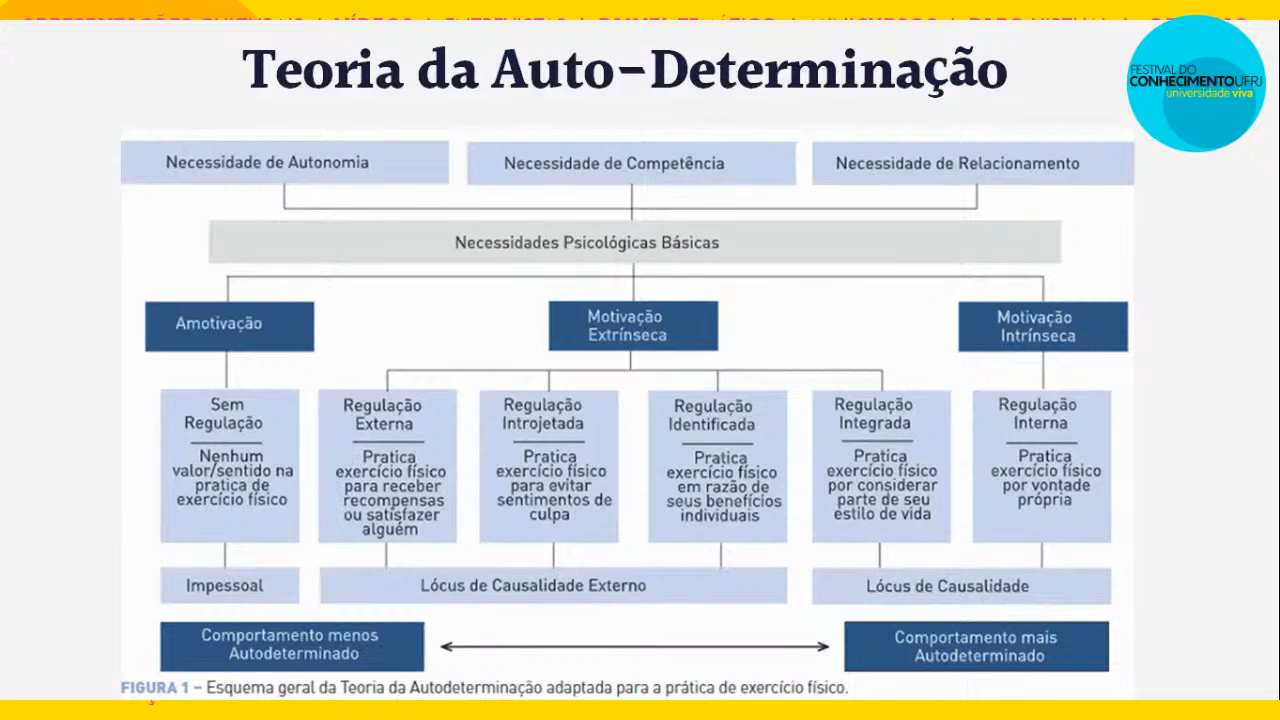 Teoria da Auto-Determinação
FESTIVAL DO
CONHECIMENTO UFRJ
universidade viva
Necessidade de Autonomia
Necessidade de Competência
Necessidade de Relacionamento
Necessidades Psicológicas Básicas
Amotivação
Motivação
Extrínseca
Motivação
Intrínseca
Sem
Regulação
Nenhum
valor/sentido na
pratica de
exercício físico
Regulação
Externa
Pratica
exercício físico
para receber
recompensas
ou satisfazer
alguém
Regulação
Introjetada
Pratica
exercício físico
para evitar
sentimentos de
culpa
Regulação
Identificada
Pratica
exercício físico
em razão de
seus benefícios
individuais
Regulação
Integrada
Pratica
exercício físico
por considerar
parte de seu
estilo de vida
Regulação
Interna
Pratica
exercício físico
por vontade
própria
Impessoal
Lócus de Causalidade Externo
Lócus de Causalidade
Comportamento menos
Autodeterminado
Comportamento mais
Autodeterminado
FIGURA 1 – Esquema geral da Teoria da Autodeterminação adaptada para a prática de exercício físico.